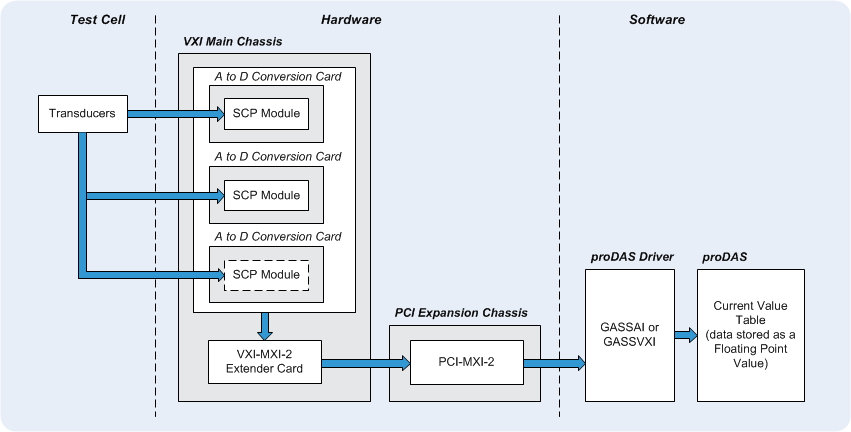 Test Cell
Hardware
Software
VXI Main Chassis
A to D Conversion Card
SCP Module
Transducers
A to D Conversion Card
SCP Module
A to D Conversion Card
SCP Module
VXI-MXI-2
Extender Card
PCI Expansion Chassis
PCI-MXI-2
proDAS Driver
GASSAI or
GASSVXI
proDAS
Current Value
Table
(data stored as a
Floating Point
Value)